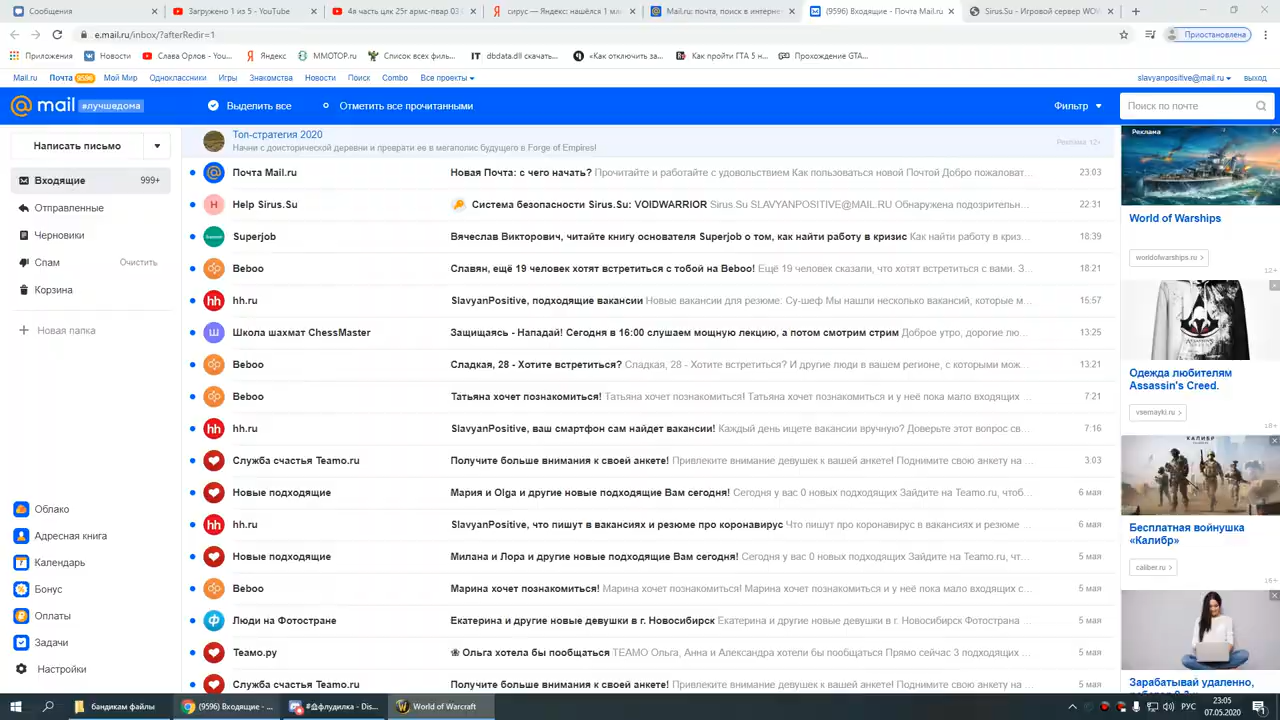 Сообщения
Загружено 1 из 5 - YouTube
4я часть цлк 25г армс-пвар 03
сирус — Яндекс: нашёлся 1 мл
Mail.ru: почта, поиск в интерне
(9596) Входящие - Почта Mail.ru
Sirus.Su - Игровой сервер WOW
e.mail.ru/inbox/?afterRedir=1
Приостановлена
Приложения
Новости
Слава Орлов - You...
Яндекс
MMOTOP.ru
Список всех филь...
dbdata.dll скачать...
«Как отключить за...
Как пройти ГТА 5 н...
Прохождение GTA...
Mail.ru
Почта 9596
Мой Мир
Одноклассники
Игры
Знакомства
Новости
Поиск
Combo
Все проекты
slavyanpositive@mail.ru
выход
@mail #лучшедома
Выделить все
Отметить все прочитанными
Фильтр
Поиск по почте
Написать письмо
Входящие 999+
Отправленные
Черновики
Спам Очистить
Корзина
Новая папка
Облако
Адресная книга
Календарь
Бонус
Оплаты
Задачи
Настройки
Топ-стратегия 2020
Начни с доисторической деревни и преврати ее в мегаполис будущего в Forge of Empires!
Реклама 12+
Почта Mail.ru Новая Почта: с чего начать? Прочитайте и работайте с удовольствием Как пользоваться новой Почтой Добро пожаловат... 23:03
Help Sirus.Su Система безопасности Sirus.Su: VOIDWARRIOR Sirus.Su SLAVYANPOSITIVE@MAIL.RU Обнаружена подозрительн... 22:31
Superjob Вячеслав Викторович, читайте книгу основателя Superjob о том, как найти работу в кризис Как найти работу в криз... 18:39
Beboo Славян, ещё 19 человек хотят встретиться с тобой на Beboo! Ещё 19 человек сказали, что хотят встретиться с вами. З... 18:21
hh.ru SlavyanPositive, подходящие вакансии Новые вакансии для резюме: Су-шеф Мы нашли несколько вакансий, которые м... 15:57
Школа шахмат ChessMaster Защищаясь - Нападай! Сегодня в 16:00 слушаем мощную лекцию, а потом смотрим стрим Доброе утро, дорогие лю... 13:25
Beboo Сладкая, 28 - Хотите встретиться? Сладкая, 28 - Хотите встретиться? И другие люди в вашем регионе, с которыми мож... 13:21
Beboo Татьяна хочет познакомиться! Татьяна хочет познакомиться! Татьяна хочет познакомиться и у неё пока мало входящих ... 7:21
hh.ru SlavyanPositive, ваш смартфон сам найдет вакансии! Каждый день ищете вакансии вручную? Доверьте этот вопрос св... 7:16
Служба счастья Teamo.ru Получите больше внимания к своей анкете! Привлеките внимание девушек к вашей анкете! Поднимите свою анкету на ... 3:03
Новые подходящие Мария и Olga и другие новые подходящие Вам сегодня! Сегодня у вас 0 новых подходящих Зайдите на Teamo.ru, чтоб... 6 мая
hh.ru SlavyanPositive, что пишут в вакансиях и резюме про коронавирус Что пишут про коронавирус в вакансиях и резюме ... 6 мая
Новые подходящие Милана и Лора и другие новые подходящие Вам сегодня! Сегодня у вас 0 новых подходящих Зайдите на Teamo.ru, чт... 5 мая
Beboo Марина хочет познакомиться! Марина хочет познакомиться! Марина хочет познакомиться и у неё пока мало входящих с... 5 мая
Люди на Фотостране Екатерина и другие новые девушки в г. Новосибирск Екатерина и другие новые девушки в г. Новосибирск Фотострана ... 5 мая
Теамо.ру Ольга хотела бы пообщаться TEAMO Ольга, Анна и Александра хотели бы пообщаться Прямо сейчас 3 подходящих ... 5 мая
Служба счастья Teamo.ru Получите больше внимания к своей анкете! Привлеките внимание девушек к вашей анкете! Поднимите свою анкету на ... 5 мая
Реклама
World of Warships
worldofwarships.ru
12+
Одежда любителям
Assassin's Creed.
vsemayki.ru
18+
КАЛИБР
Бесплатная войнушка
«Калибр»
caliber.ru
16+
Зарабатывай удаленно,
бандикам файлы
(9596) Входящие - ...
#Дфлудилка - Dis...
World of Warcraft
РУС
23:05
07.05.2020